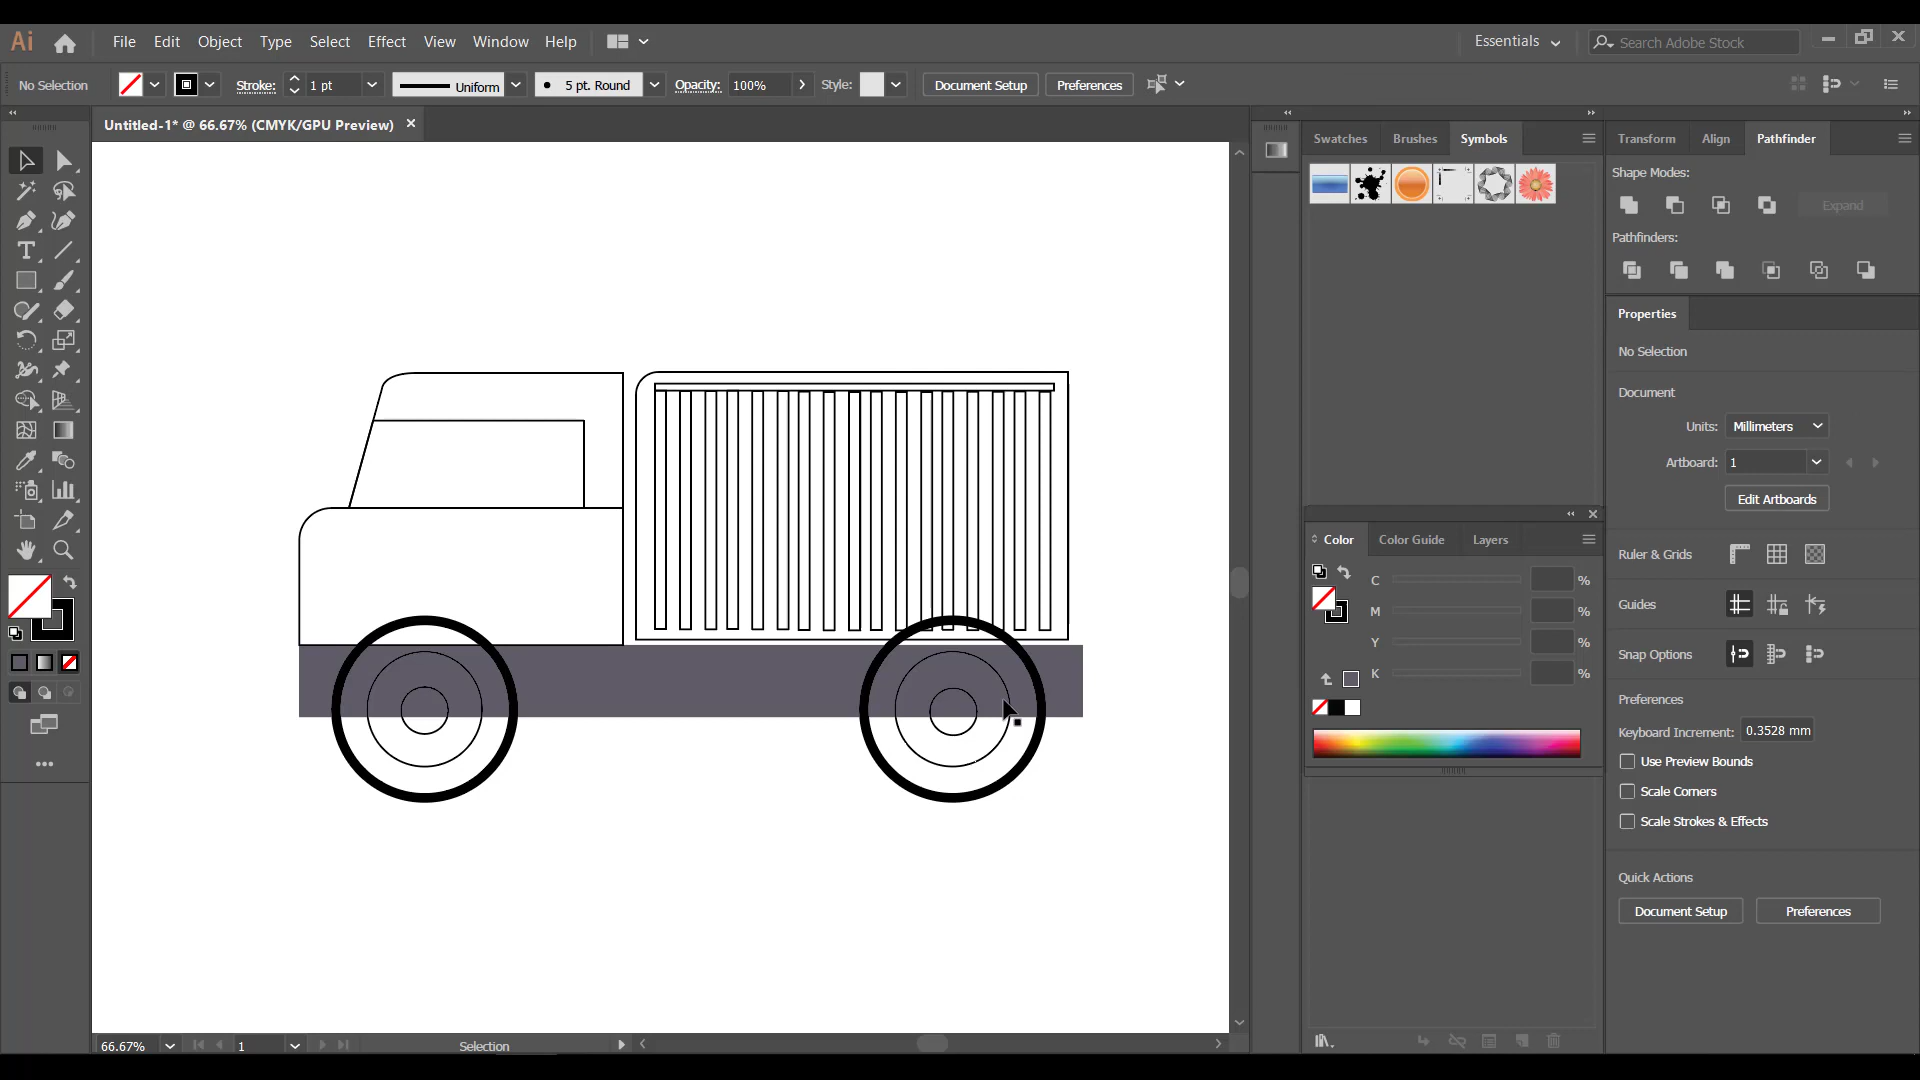 Ai File Edit Object Type Select Effect View Window Help Essentials Search Adobe Stock
No Selection Stroke: 1 pt Uniform 5 pt. Round Opacity: 100% Style: Document Setup Preferences
Untitled-1* @ 66.67% (CMYK/GPU Preview)
Swatches Brushes Symbols
Transform Align Pathfinder
Shape Modes:
Expand
Pathfinders:
Properties
No Selection
Document
Units: Millimeters
Artboard: 1
Edit Artboards
Color Color Guide Layers
C %
M %
Y %
K %
Ruler & Grids
Guides
Snap Options
Preferences
Keyboard Increment: 0.3528 mm
Use Preview Bounds
Scale Corners
Scale Strokes & Effects
Quick Actions
Document Setup Preferences
66.67% 1 Selection